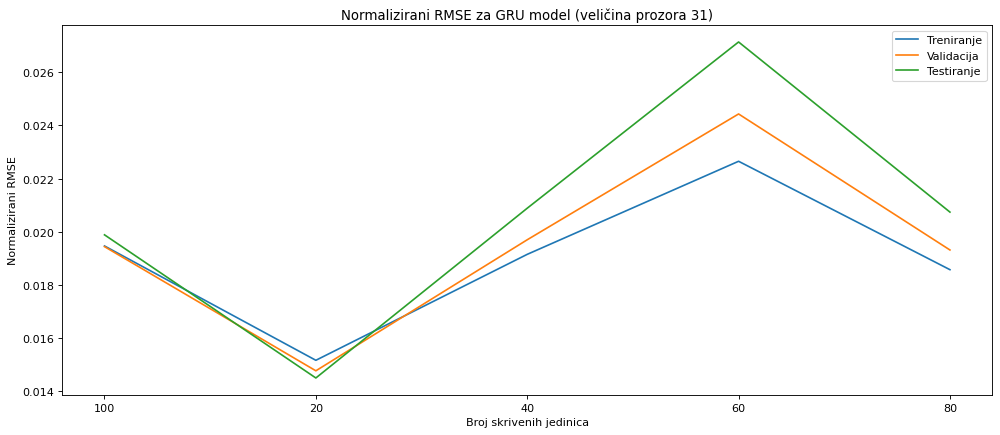 Normalizirani RMSE za GRU model (veličina prozora 31)
Treniranje
Validacija
Testiranje
Normalizirani RMSE
0.026
0.024
0.022
0.020
0.018
0.016
0.014
100 20 40 60 80
Broj skrivenih jedinica